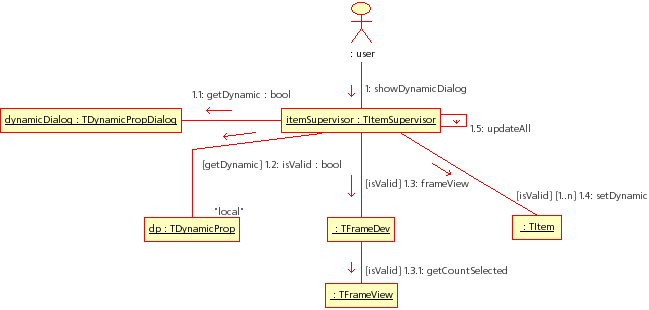 : user
1: showDynamicDialog
1.1: getDynamic : bool
dynamicDialog : TDynamicPropDialog
itemSupervisor : TItemSupervisor
1.5: updateAll
[getDynamic] 1.2: isValid : bool
[isValid] 1.3: frameView
[isValid] [1..n] 1.4: setDynamic
"local"
dp : TDynamicProp
: TFrameDev
: TItem
[isValid] 1.3.1: getCountSelected
: TFrameView